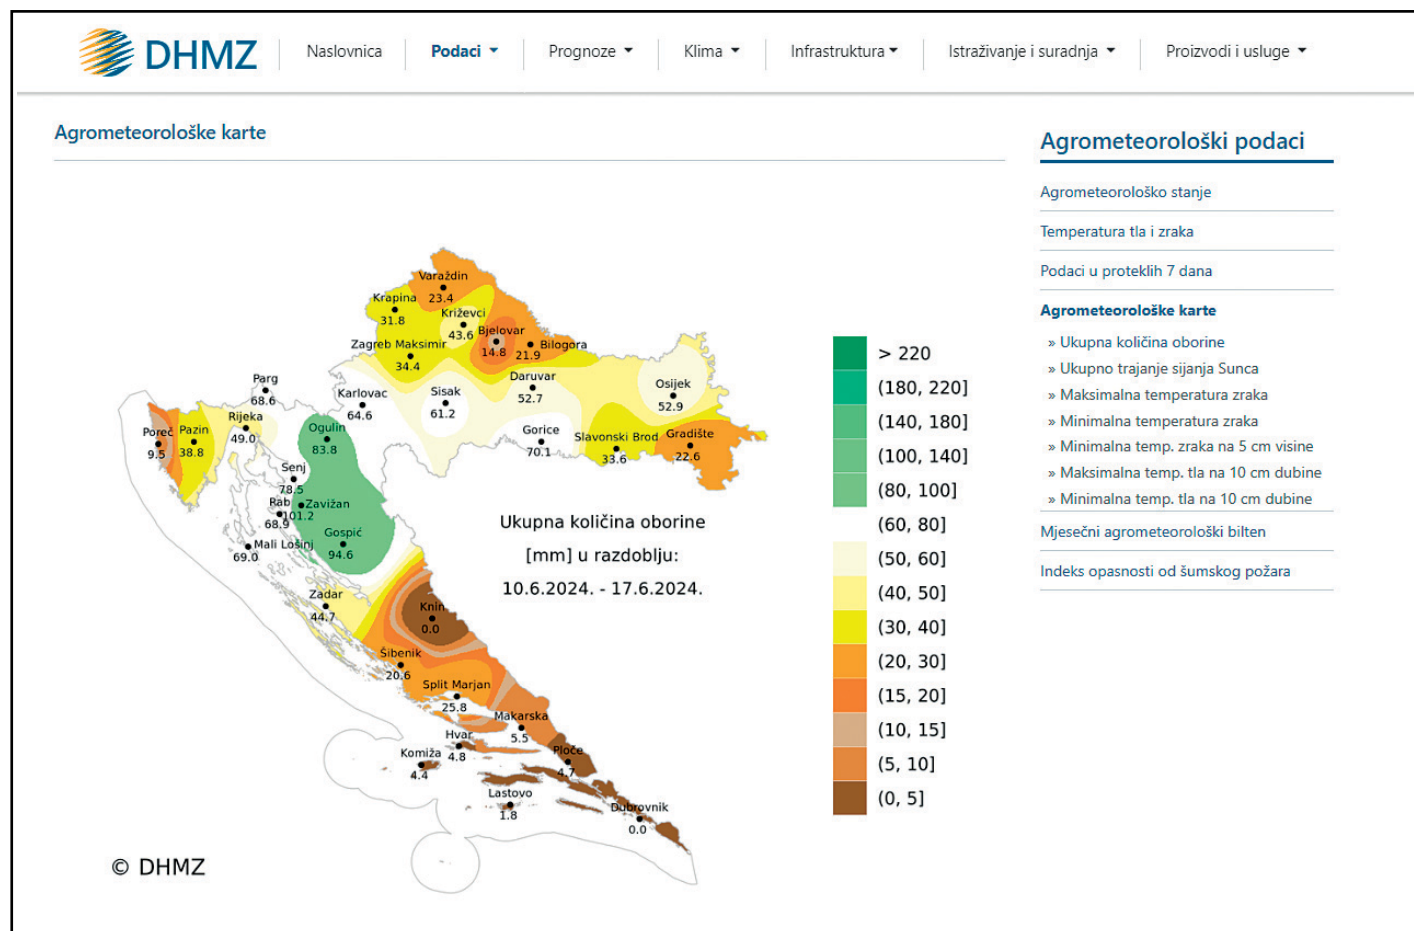 DHMZ
Naslovnica
Podaci
Prognoze
Klima
Infrastruktura
Istraživanje i suradnja
Proizvodi i usluge
Agrometeorološke karte
Varaždin
23.4
Krapina
31.8
Križevci
43.6
Bjelovar
14.8
Bilogora
21.9
Zagreb Maksimir
34.4
Parg
68.6
Karlovac
64.6
Sisak
61.2
Daruvar
52.7
Osijek
52.9
Rijeka
49.0
Pazin
38.8
Poreč
9.5
Ogulin
83.8
Gorice
70.1
Slavonski Brod
33.6
Gradište
22.6
Senj
78.5
Rab
68.9
Zavižan
101.2
Gospić
94.6
Mali Lošinj
69.0
Zadar
44.7
Knin
0.0
Šibenik
20.6
Split Marjan
25.8
Makarska
5.5
Hvar
4.8
Komiža
4.4
Ploče
4.7
Lastovo
1.8
Dubrovnik
0.0
Ukupna količina oborine
[mm] u razdoblju:
10.6.2024. - 17.6.2024.
> 220
(180, 220]
(140, 180]
(100, 140]
(80, 100]
(60, 80]
(50, 60]
(40, 50]
(30, 40]
(20, 30]
(15, 20]
(10, 15]
(5, 10]
(0, 5]
© DHMZ
Agrometeorološki podaci
Agrometeorološko stanje
Temperatura tla i zraka
Podaci u proteklih 7 dana
Agrometeorološke karte
» Ukupna količina oborine
» Ukupno trajanje sijanja Sunca
» Maksimalna temperatura zraka
» Minimalna temperatura zraka
» Minimalna temp. zraka na 5 cm visine
» Maksimalna temp. tla na 10 cm dubine
» Minimalna temp. tla na 10 cm dubine
Mjesečni agrometeorološki bilten
Indeks opasnosti od šumskog požara